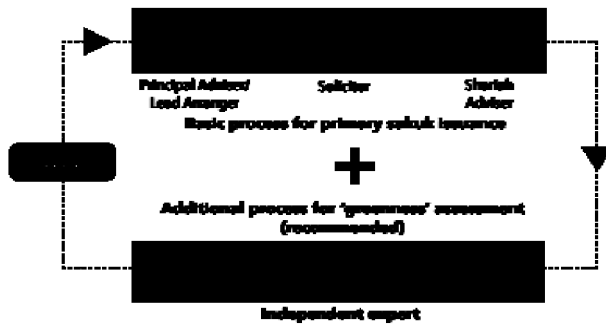 Principal Adviser/
Lead Arranger
Solicitor
Shariah
Adviser
Basic process for primary sukuk issuance
+
Additional process for 'greenness' assessment
(recommended)
Independent expert